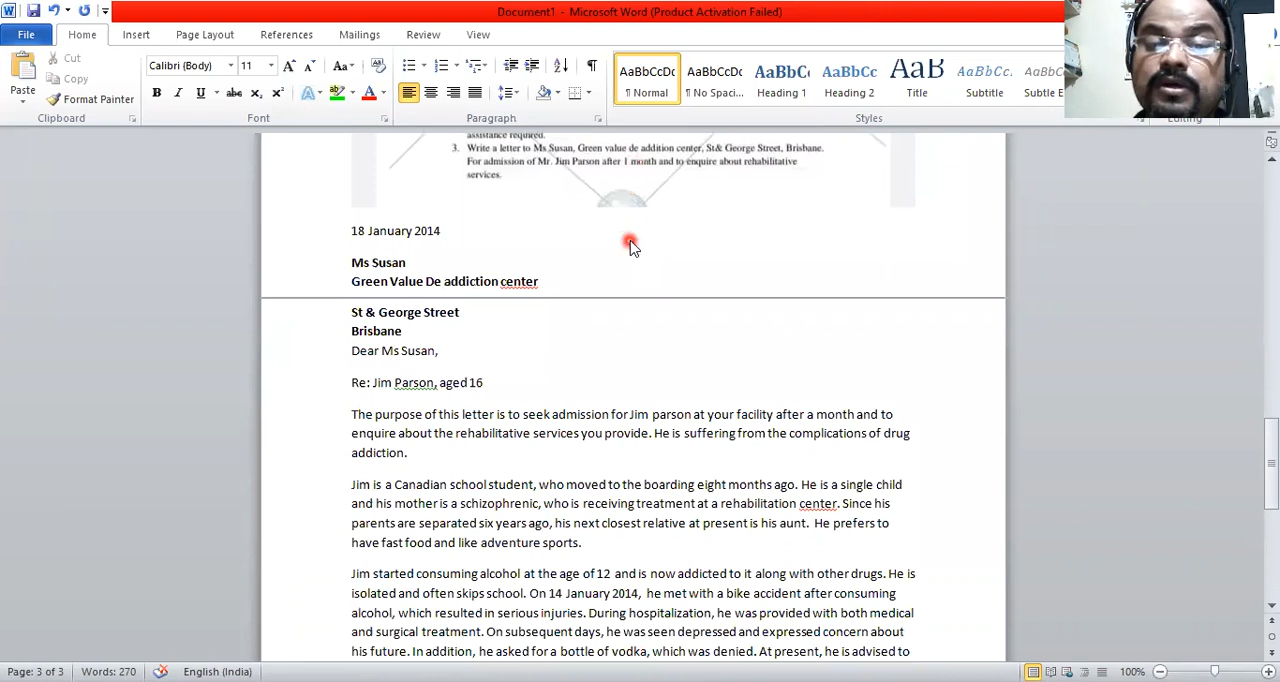 Document1 - Microsoft Word (Product Activation Failed)
File Home Insert Page Layout References Mailings Review View
Cut
Copy
Paste
Format Painter
Clipboard
Calibri (Body) 11
Font
Paragraph
AaBbCcDc AaBbCcDc AaBbC AaBbCc AaB AaBbCc. AaBbCc
¶ Normal ¶ No Spaci... Heading 1 Heading 2 Title Subtitle Subtle E
Styles
Editing
assistance required.
3. Write a letter to Ms Susan, Green value de addition center, St& George Street, Brisbane.
For admission of Mr. Jim Parson after 1 month and to enquire about rehabilitative
services.
18 January 2014
Ms Susan
Green Value De addiction center
St & George Street
Brisbane
Dear Ms Susan,
Re: Jim Parson, aged 16
The purpose of this letter is to seek admission for Jim parson at your facility after a month and to
enquire about the rehabilitative services you provide. He is suffering from the complications of drug
addiction.
Jim is a Canadian school student, who moved to the boarding eight months ago. He is a single child
and his mother is a schizophrenic, who is receiving treatment at a rehabilitation center. Since his
parents are separated six years ago, his next closest relative at present is his aunt. He prefers to
have fast food and like adventure sports.
Jim started consuming alcohol at the age of 12 and is now addicted to it along with other drugs. He is
isolated and often skips school. On 14 January 2014, he met with a bike accident after consuming
alcohol, which resulted in serious injuries. During hospitalization, he was provided with both medical
and surgical treatment. On subsequent days, he was seen depressed and expressed concern about
his future. In addition, he asked for a bottle of vodka, which was denied. At present, he is advised to
Page: 3 of 3 Words: 270 English (India) 100%